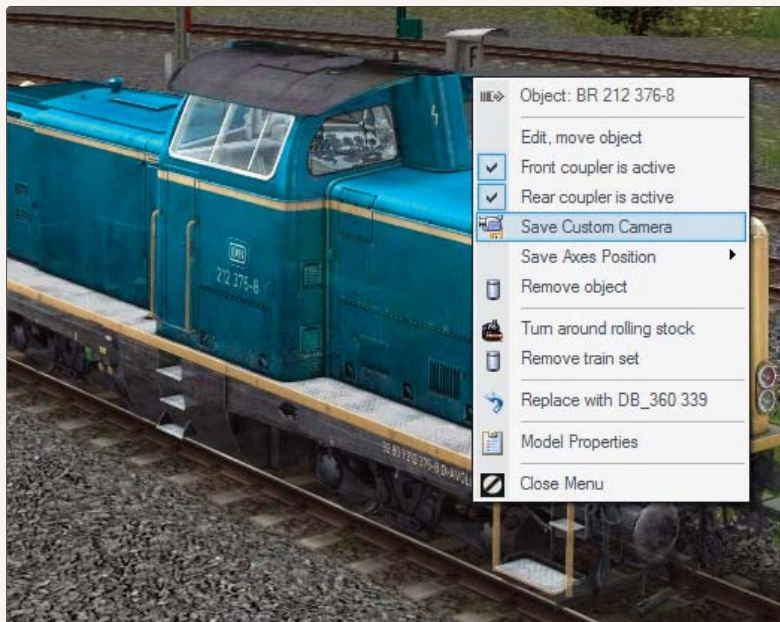 F
Object: BR 212 376-8
Edit, move object
Front coupler is active
Rear coupler is active
Save Custom Camera
Save Axes Position
Remove object
Turn around rolling stock
Remove train set
Replace with DB_360 339
Model Properties
Close Menu
DB
212 376-8